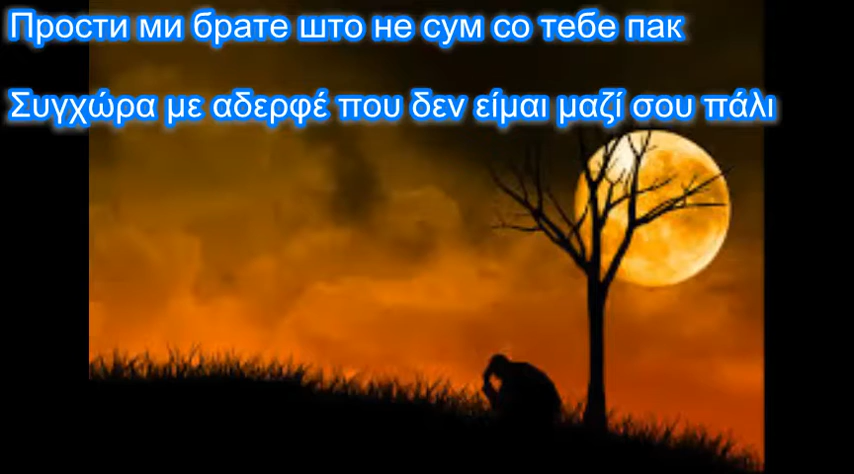 Прости ми брате што не сум со тебе пак
Συγχώρα με αδερφέ που δεν είμαι μαζί σου πάλι